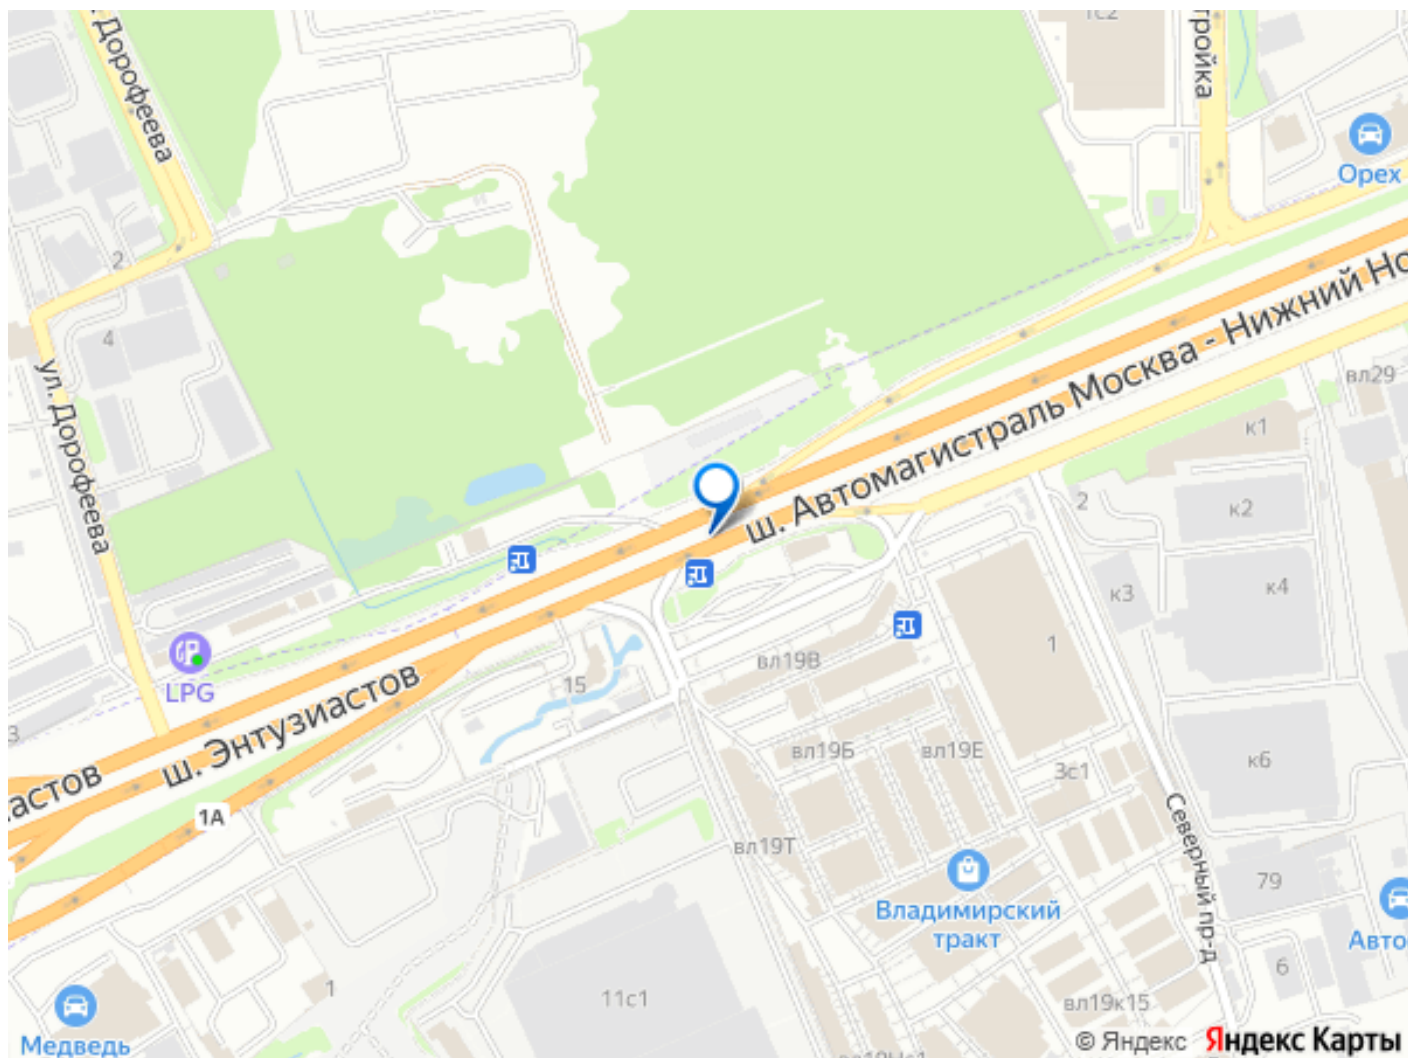 1с2
Дорофеева
тройка
Орех
2
4
ул. Дорофеева
ш. Автомагистраль Москва - Нижний Но
вл29
к1
к2
2
к3
к4
LPG
1
вл19В
15
3
ш. Энтузиастов
астов
вл19Б
вл19Е
3с1
к6
1А
вл19Т
Северный пр-д
79
Владимирский
тракт
Авто
6
11с1
1
вл19к15
Медведь
© Яндекс Яндекс Карты